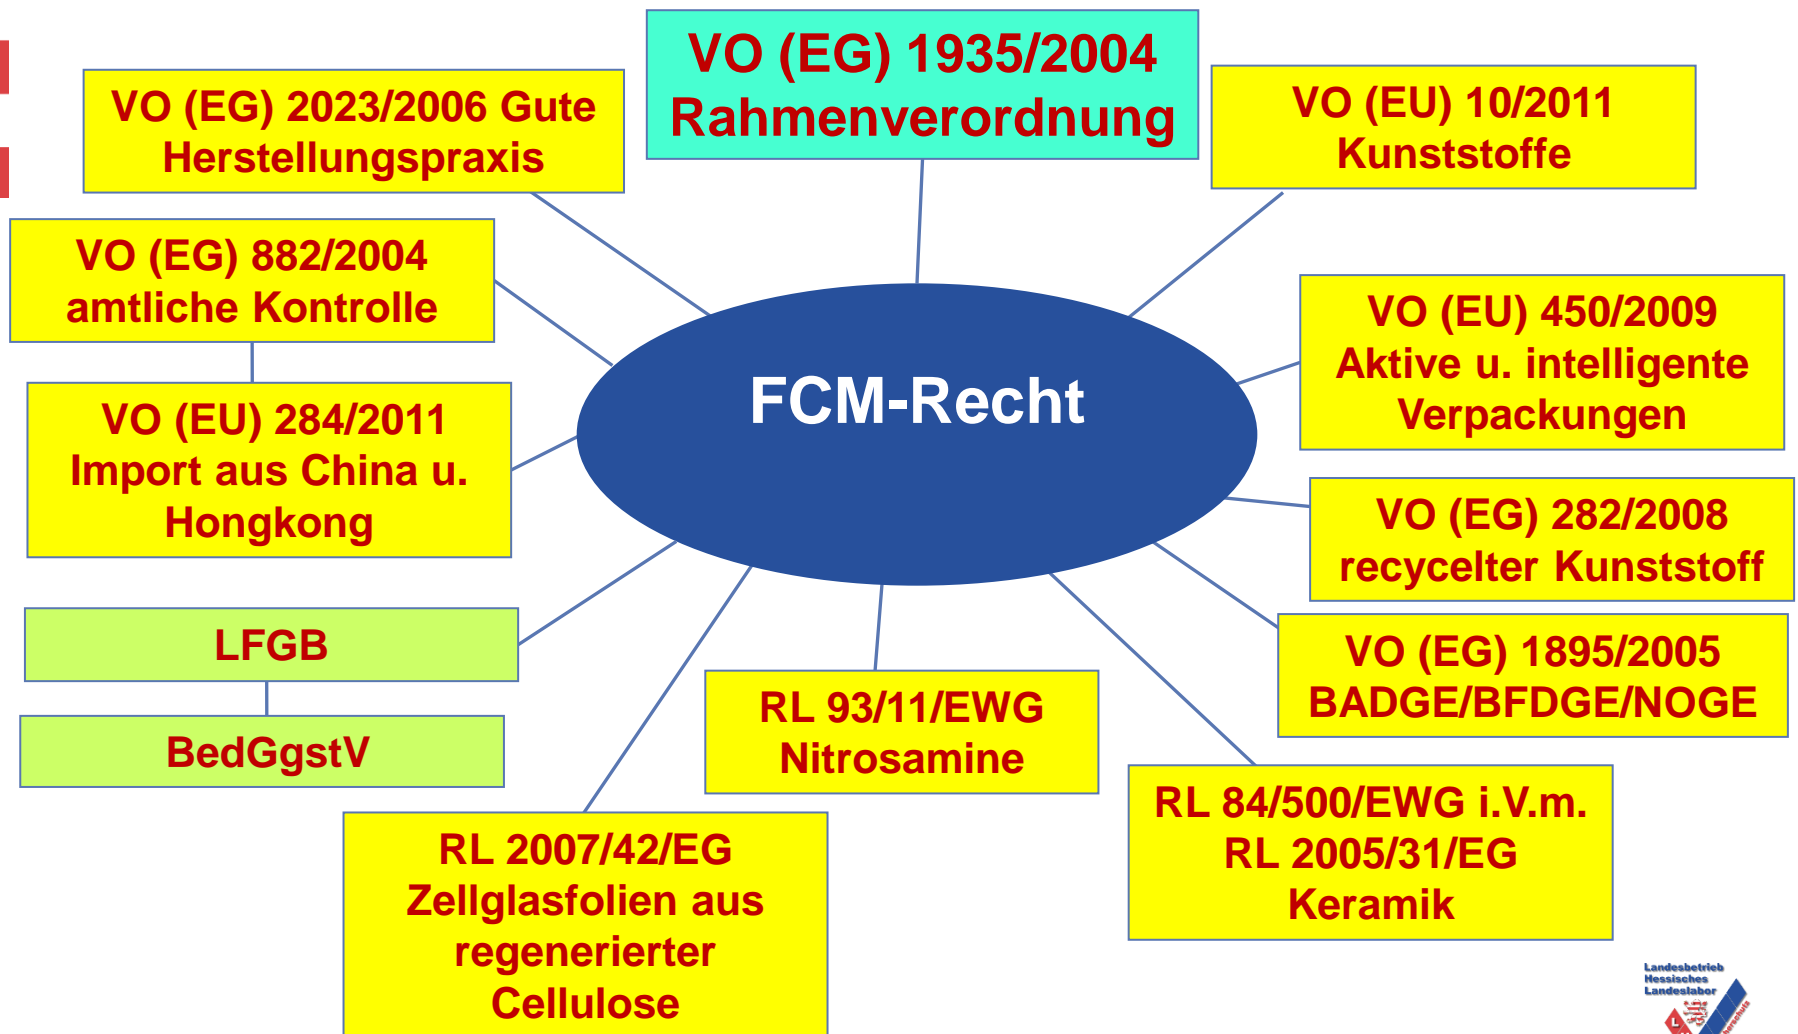 VO (EG) 1935/2004
Rahmenverordnung
VO (EG) 2023/2006 Gute
Herstellungspraxis
VO (EU) 10/2011
Kunststoffe
VO (EG) 882/2004
amtliche Kontrolle
VO (EU) 450/2009
Aktive u. intelligente
Verpackungen
FCM-Recht
VO (EU) 284/2011
Import aus China u.
Hongkong
VO (EG) 282/2008
recycelter Kunststoff
LFGB
VO (EG) 1895/2005
BADGE/BFDGE/NOGE
RL 93/11/EWG
Nitrosamine
BedGgstV
RL 84/500/EWG i.V.m.
RL 2005/31/EG
Keramik
RL 2007/42/EG
Zellglasfolien aus
regenerierter
Cellulose
Landesbetrieb
Hessisches
Landeslabor
L